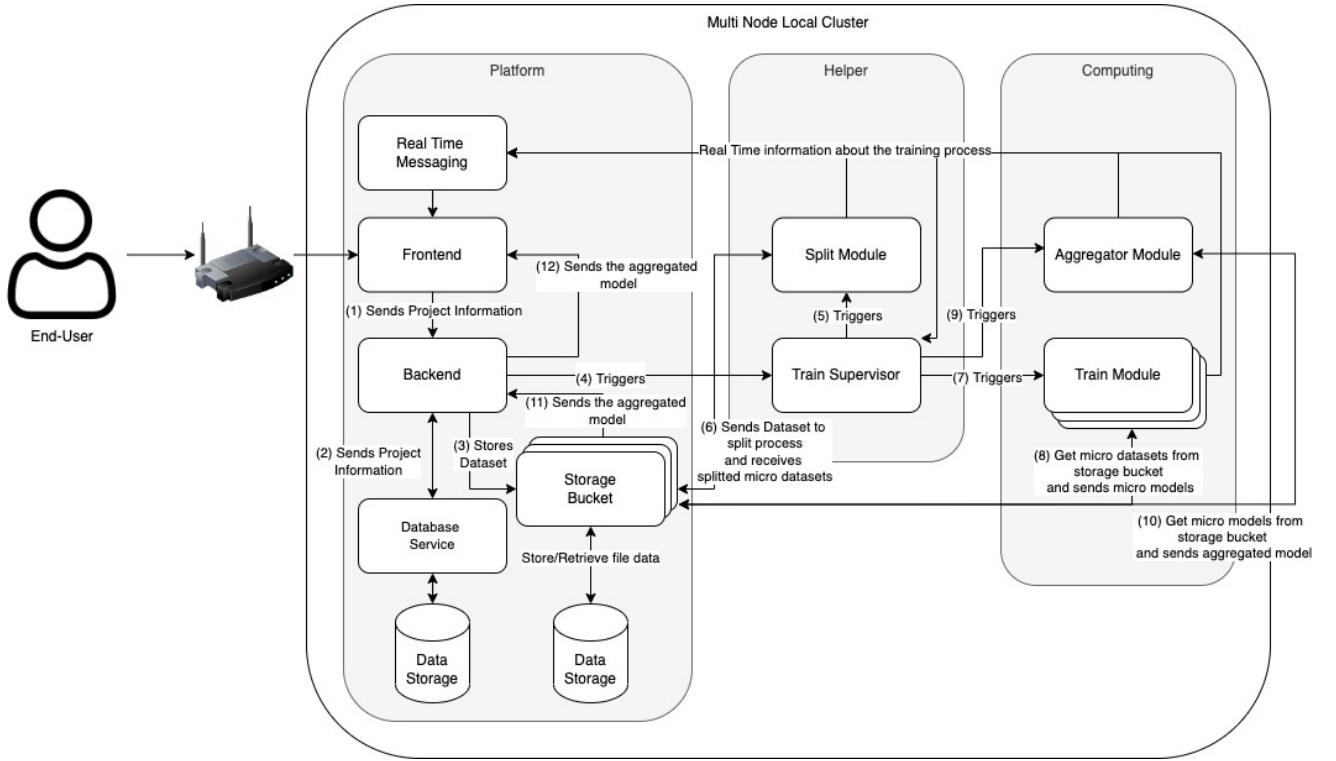 Multi Node Local Cluster
Platform
Helper
Computing
Real Time
Messaging
Real Time information about the training process
Frontend
Split Module
Aggregator Module
End-User
(12) Sends the aggregated
model
(1) Sends Project Information
(5) Triggers
(9) Triggers
Backend
(4) Triggers
Train Supervisor
(7) Triggers
Train Module
(11) Sends the aggregated
model
(2) Sends Project
Information
(3) Stores
Dataset
(6) Sends Dataset to
split process
and receives
splitted micro datasets
(8) Get micro datasets from
storage bucket
and sends micro models
Storage
Bucket
(10) Get micro models from
storage bucket
and sends aggregated model
Database
Service
Store/Retrieve file data
Data
Storage
Data
Storage